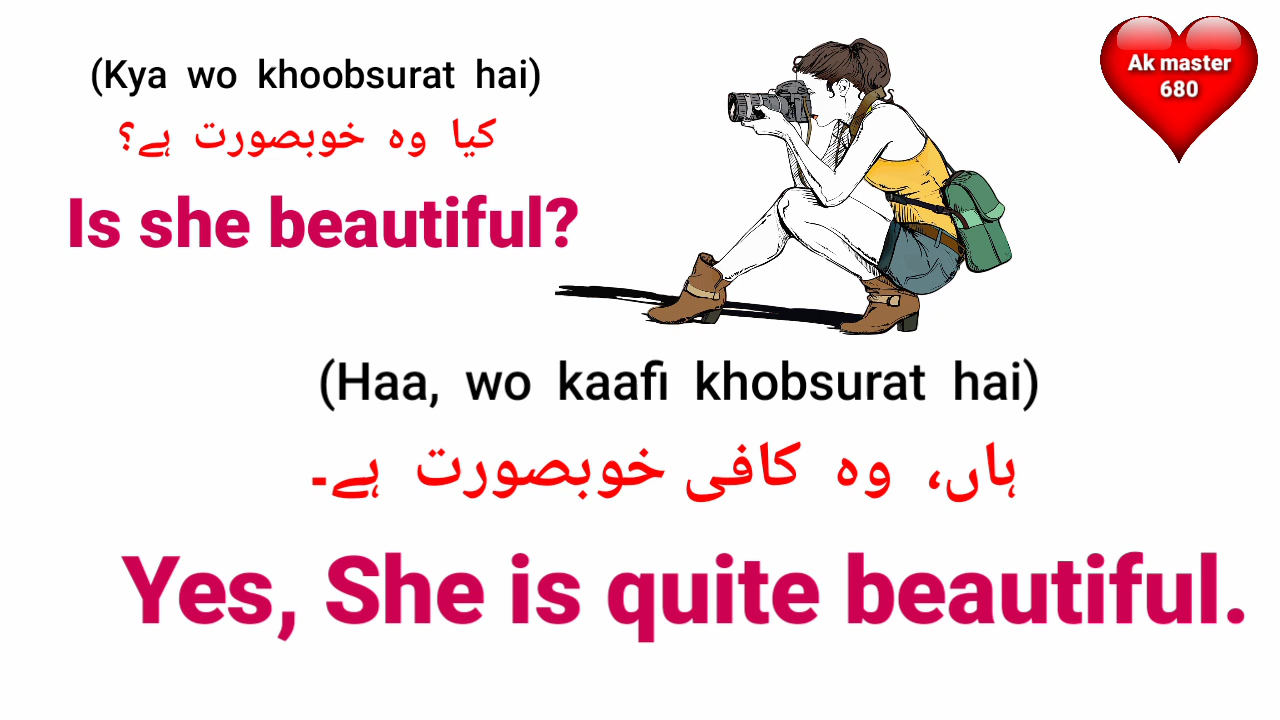 (Kya wo khoobsurat hai)
کیا وہ خوبصورت ہے؟
Is she beautiful?
Ak master
680
(Haa, wo kaafi khobsurat hai)
ہاں، وہ کافی خوبصورت ہے۔
Yes, She is quite beautiful.